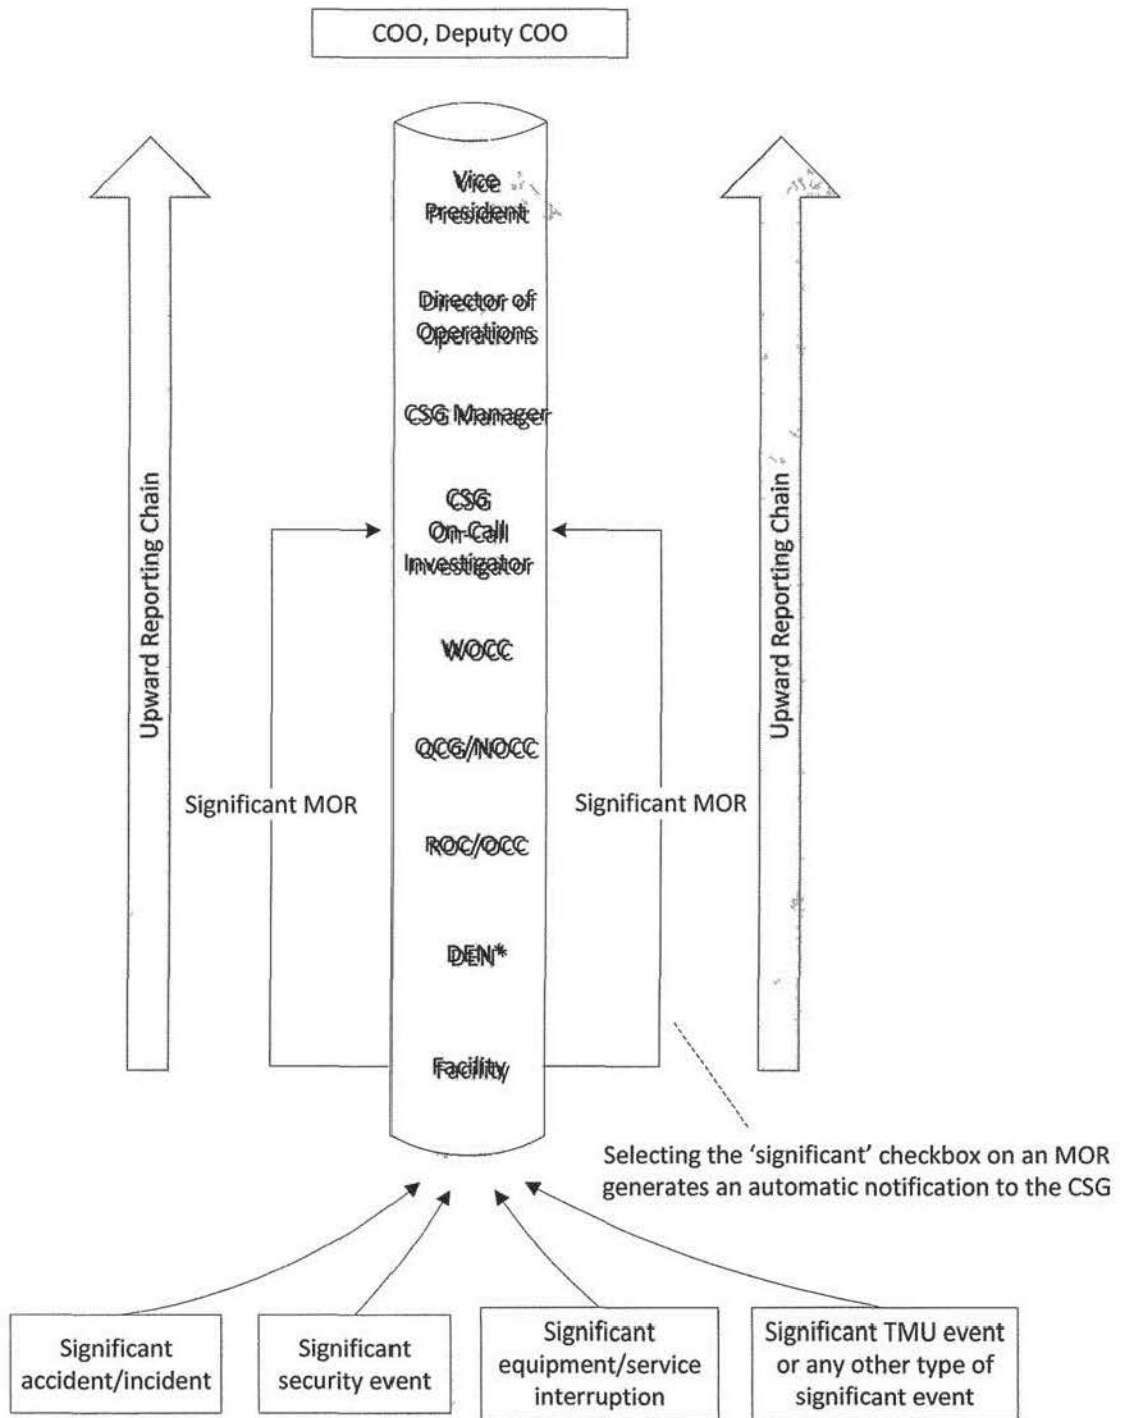 COO, Deputy COO
Vice
President
Director of
Operations
CSG Manager
CSG
On-Call
Investigator
WOCC
QCG/NOCC
ROC/OCC
DEN*
Facility
Upward Reporting Chain
Upward Reporting Chain
Significant MOR
Significant MOR
Selecting the ‘significant’ checkbox on an MOR
generates an automatic notification to the CSG
Significant
accident/incident
Significant
security event
Significant
equipment/service
interruption
Significant TMU event
or any other type of
significant event